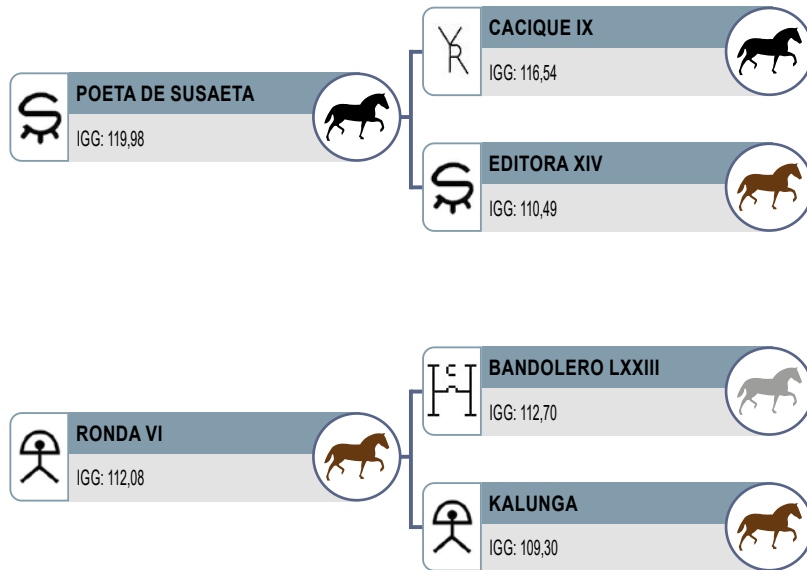 CACIQUE IX
IGG: 116,54
POETA DE SUSAETA
IGG: 119,98
EDITORA XIV
IGG: 110,49
BANDOLERO LXXIII
IGG: 112,70
RONDA VI
IGG: 112,08
KALUNGA
IGG: 109,30